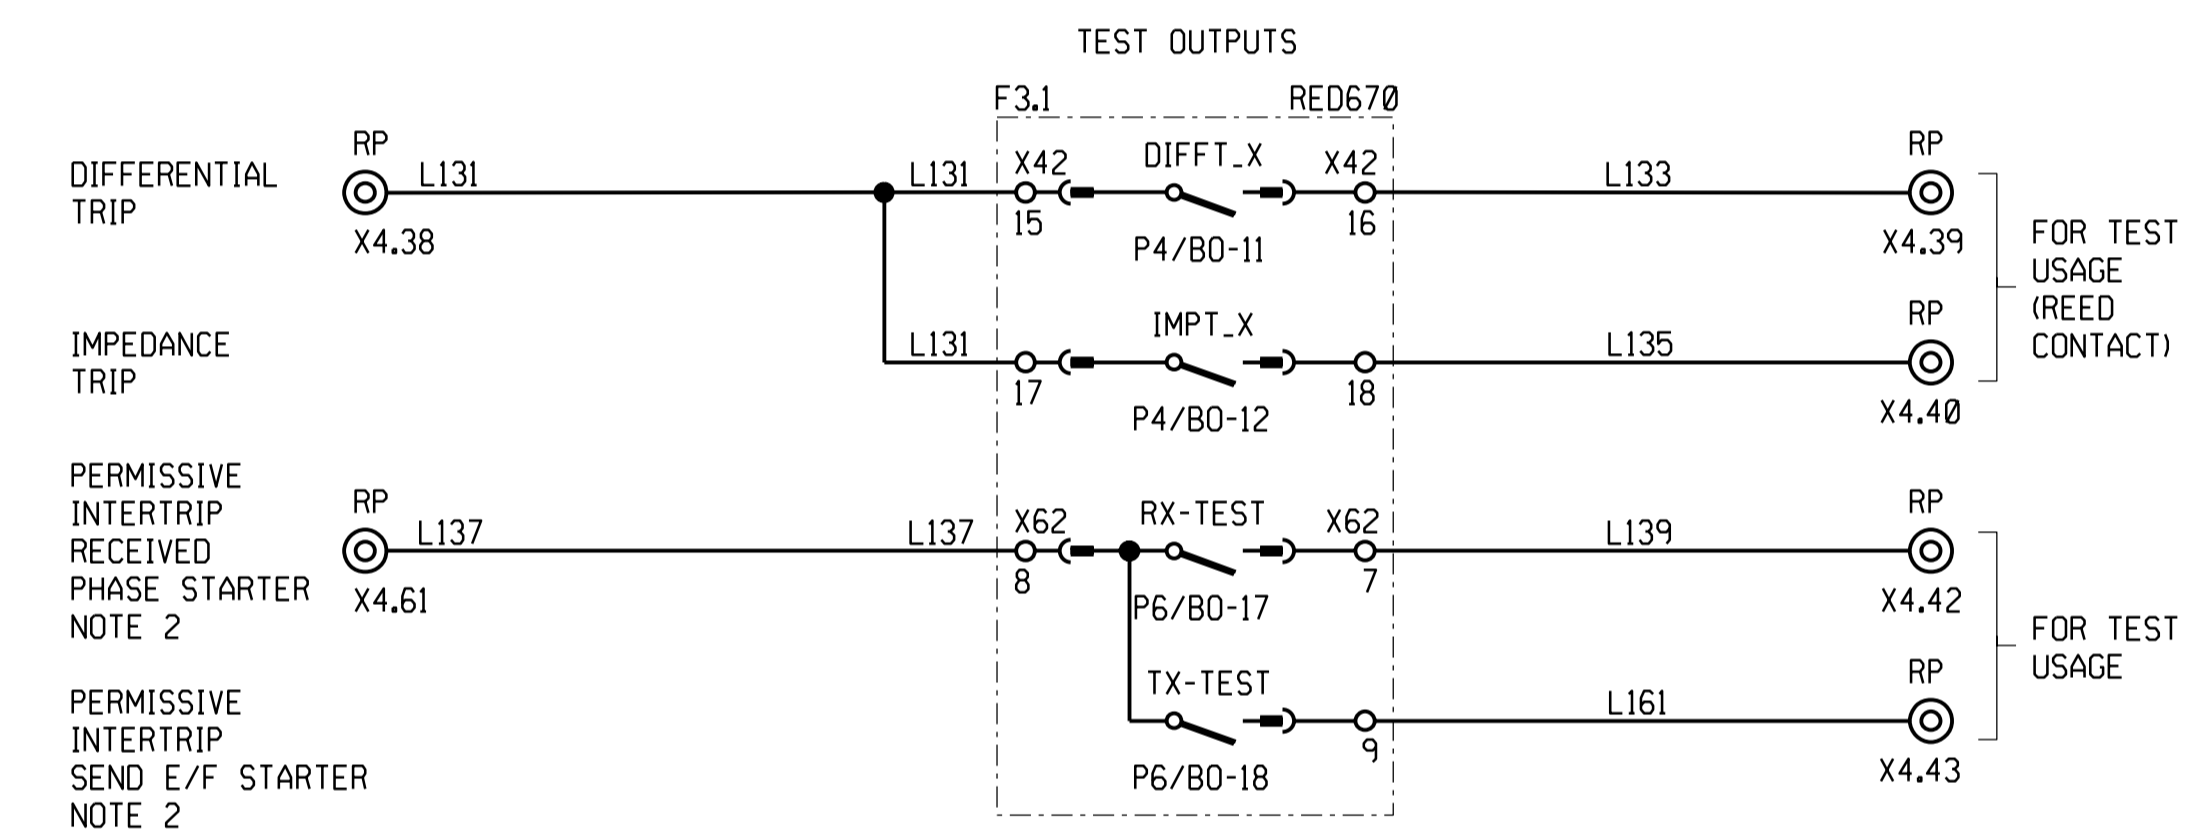 TEST OUTPUTS
F3.1
RED670
DIFFERENTIAL
TRIP
RP
L131
X4.38
L131
X42
15
DIFFT_X
P4/BO-11
X42
16
L133
RP
X4.39
FOR TEST
USAGE
(REED
CONTACT)
IMPEDANCE
TRIP
L131
17
IMPT_X
P4/BO-12
18
L135
RP
X4.40
PERMISSIVE
INTERTRIP
RECEIVED
PHASE STARTER
NOTE 2
RP
L137
X4.61
L137
X62
8
RX-TEST
P6/BO-17
X62
7
L139
RP
X4.42
FOR TEST
USAGE
PERMISSIVE
INTERTRIP
SEND E/F STARTER
NOTE 2
TX-TEST
P6/BO-18
9
L161
RP
X4.43